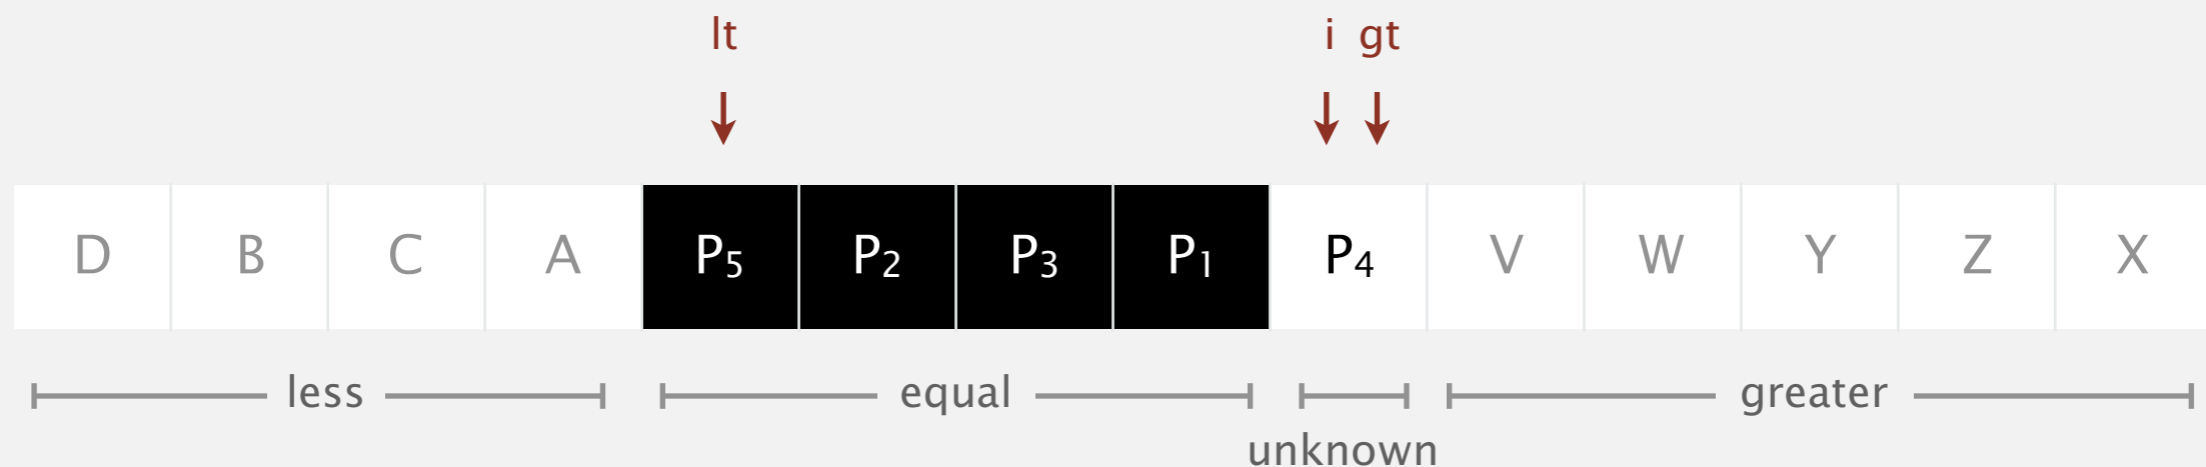 lt i gt
D B C A P₅ P₂ P₃ P₁ P₄ V W Y Z X
less equal greater
unknown